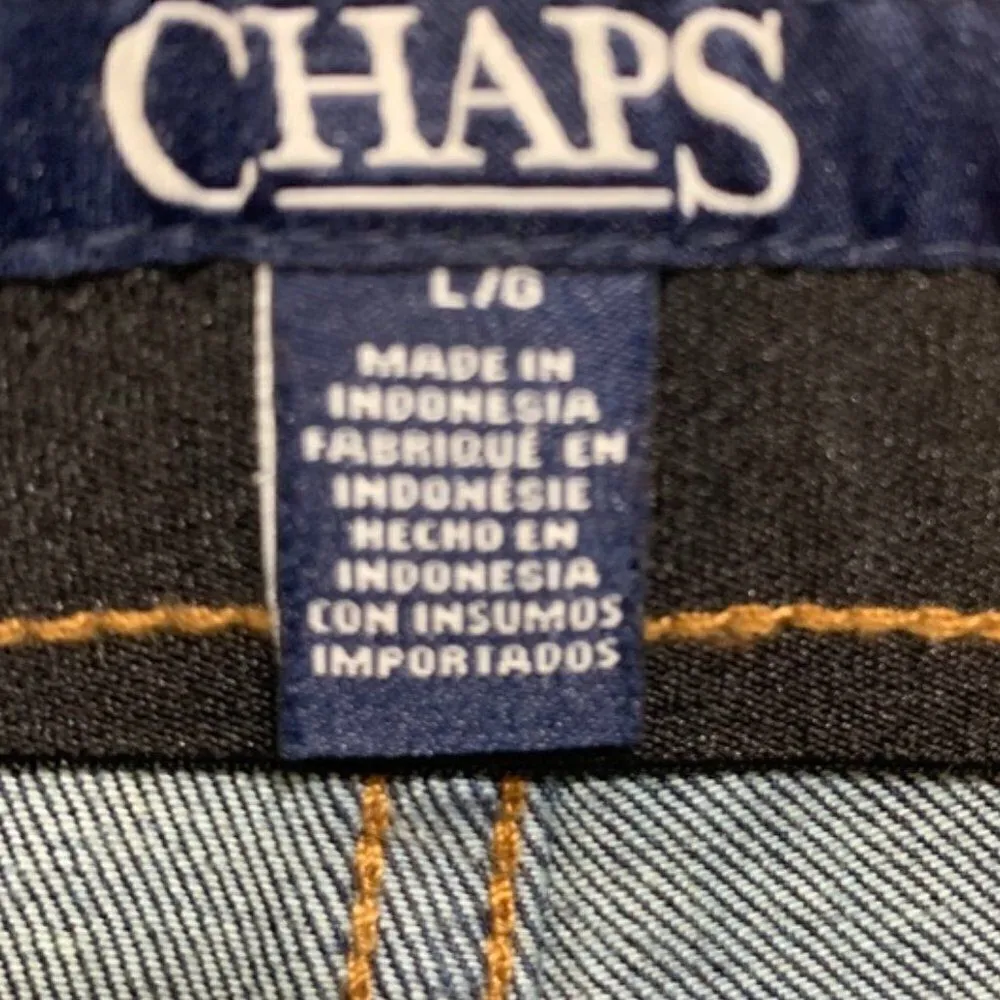 CHAPS
L/G
MADE IN
INDONESIA
FABRIQUÉ EN
INDONÉSIE
HECHO EN
INDONESIA
CON INSUMOS
IMPORTADOS